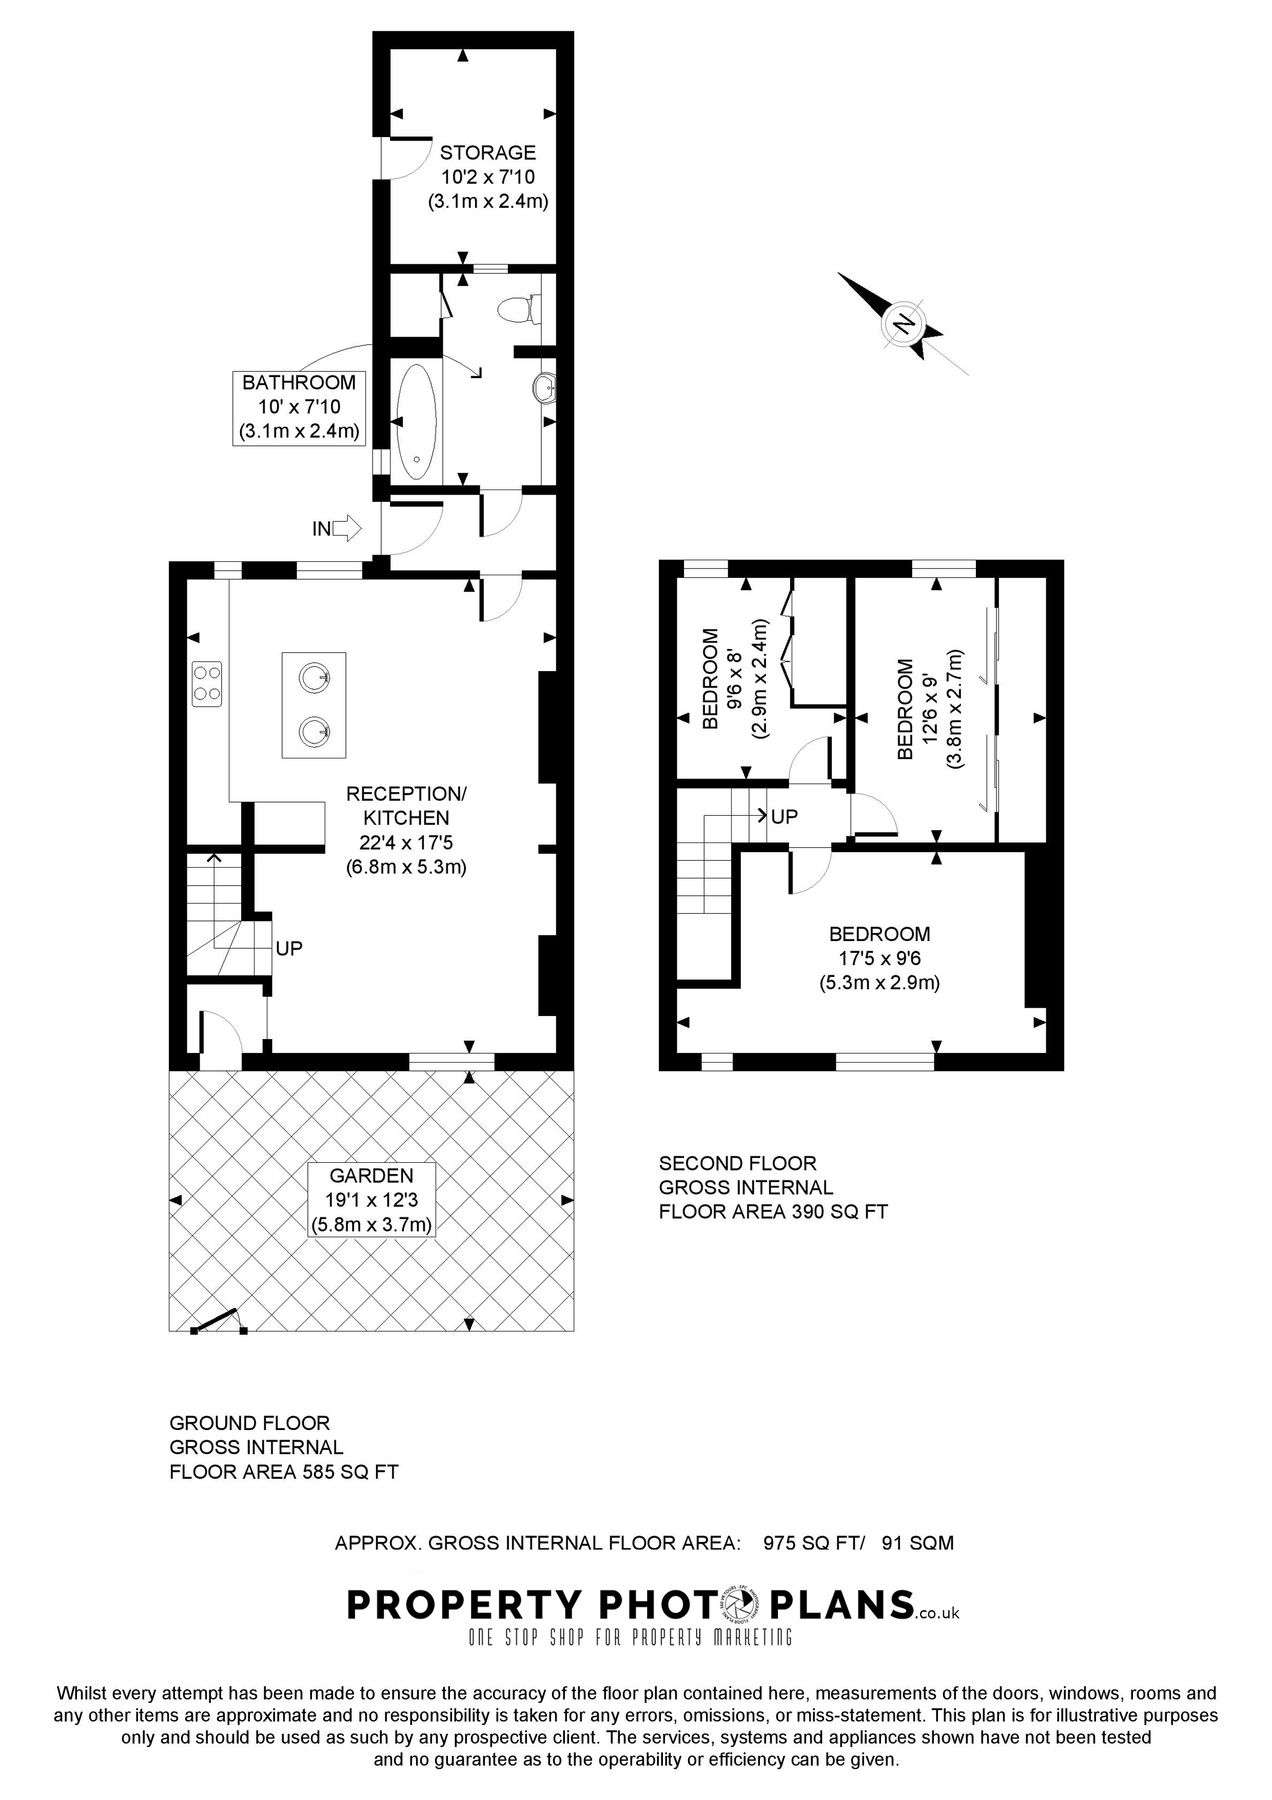 STORAGE
10'2 x 7'10
(3.1m x 2.4m)
N
BATHROOM
10' x 7'10
(3.1m x 2.4m)
IN
RECEPTION/
KITCHEN
22'4 x 17'5
(6.8m x 5.3m)
UP
BEDROOM
9'6 x 8'
(2.9m x 2.4m)
BEDROOM
12'6 x 9'
(3.8m x 2.7m)
UP
BEDROOM
17'5 x 9'6
(5.3m x 2.9m)
GARDEN
19'1 x 12'3
(5.8m x 3.7m)
SECOND FLOOR
GROSS INTERNAL
FLOOR AREA 390 SQ FT
GROUND FLOOR
GROSS INTERNAL
FLOOR AREA 585 SQ FT
APPROX. GROSS INTERNAL FLOOR AREA: 975 SQ FT/ 91 SQM
PROPERTY PHOTO PLANS.co.uk
ONE STOP SHOP FOR PROPERTY MARKETING
Whilst every attempt has been made to ensure the accuracy of the floor plan contained here, measurements of the doors, windows, rooms and
any other items are approximate and no responsibility is taken for any errors, omissions, or miss-statement. This plan is for illustrative purposes
only and should be used as such by any prospective client. The services, systems and appliances shown have not been tested
and no guarantee as to the operability or efficiency can be given.